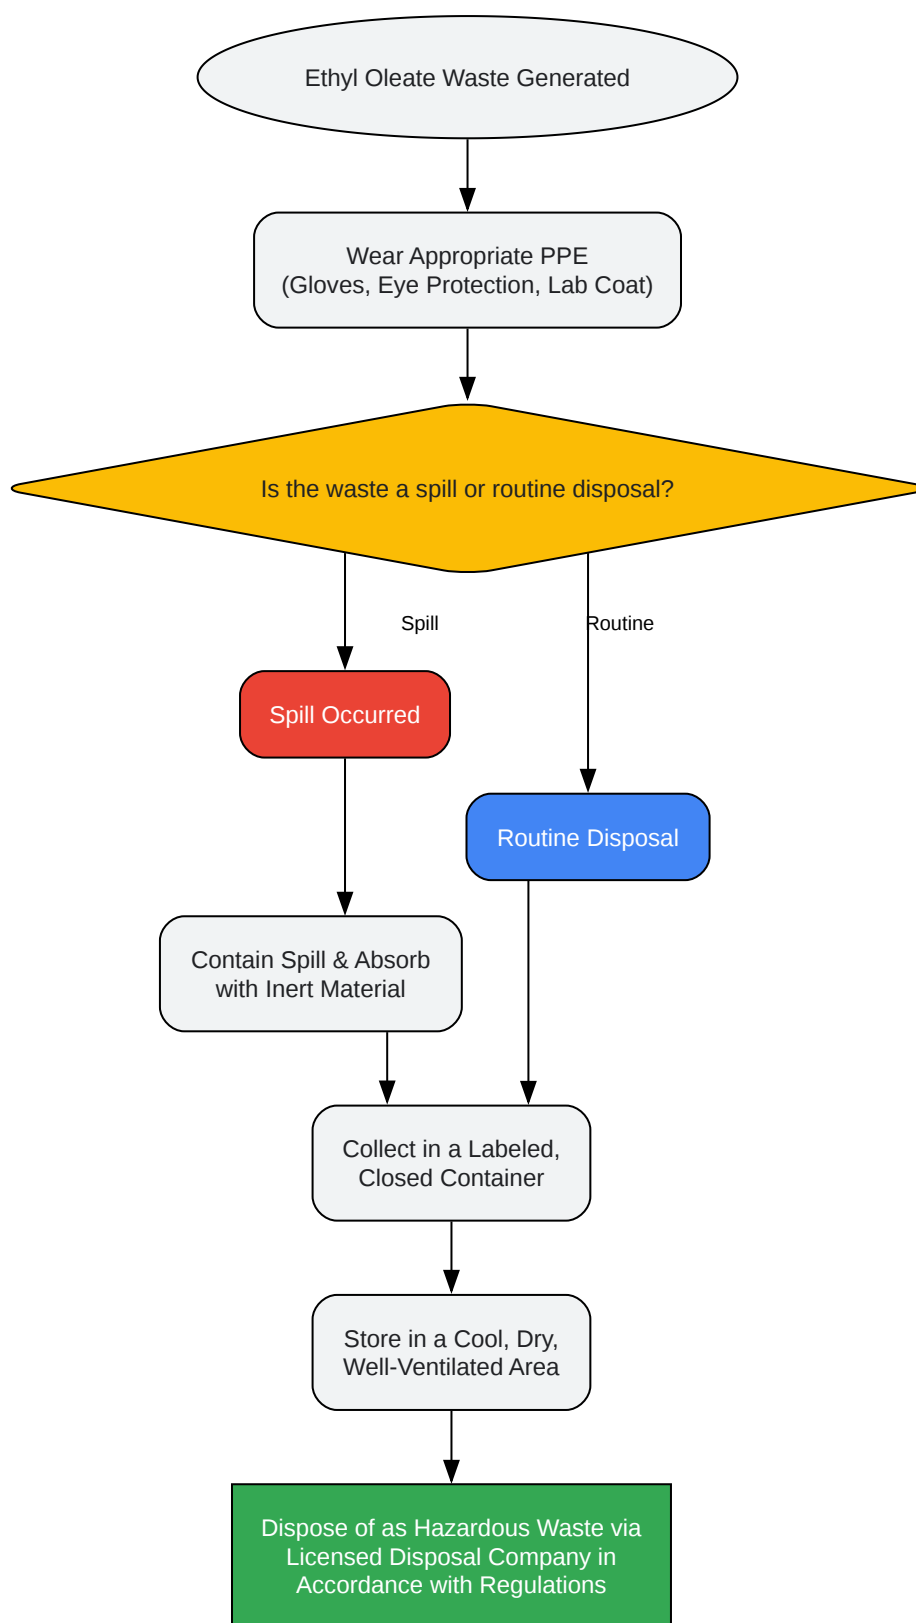 Ethyl Oleate Waste Generated
Wear Appropriate PPE
(Gloves, Eye Protection, Lab Coat)
Is the waste a spill or routine disposal?
Spill
Routine
Spill Occurred
Routine Disposal
Contain Spill & Absorb
with Inert Material
Collect in a Labeled,
Closed Container
Store in a Cool, Dry,
Well-Ventilated Area
Dispose of as Hazardous Waste via
Licensed Disposal Company in
Accordance with Regulations